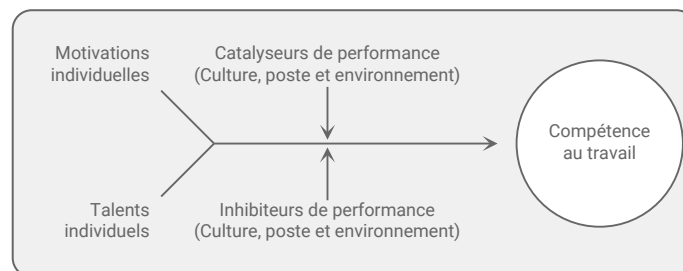 Motivations
individuelles
Catalyseurs de performance
(Culture, poste et environnement)
Compétence
au travail
Talents
individuels
Inhibiteurs de performance
(Culture, poste et environnement)